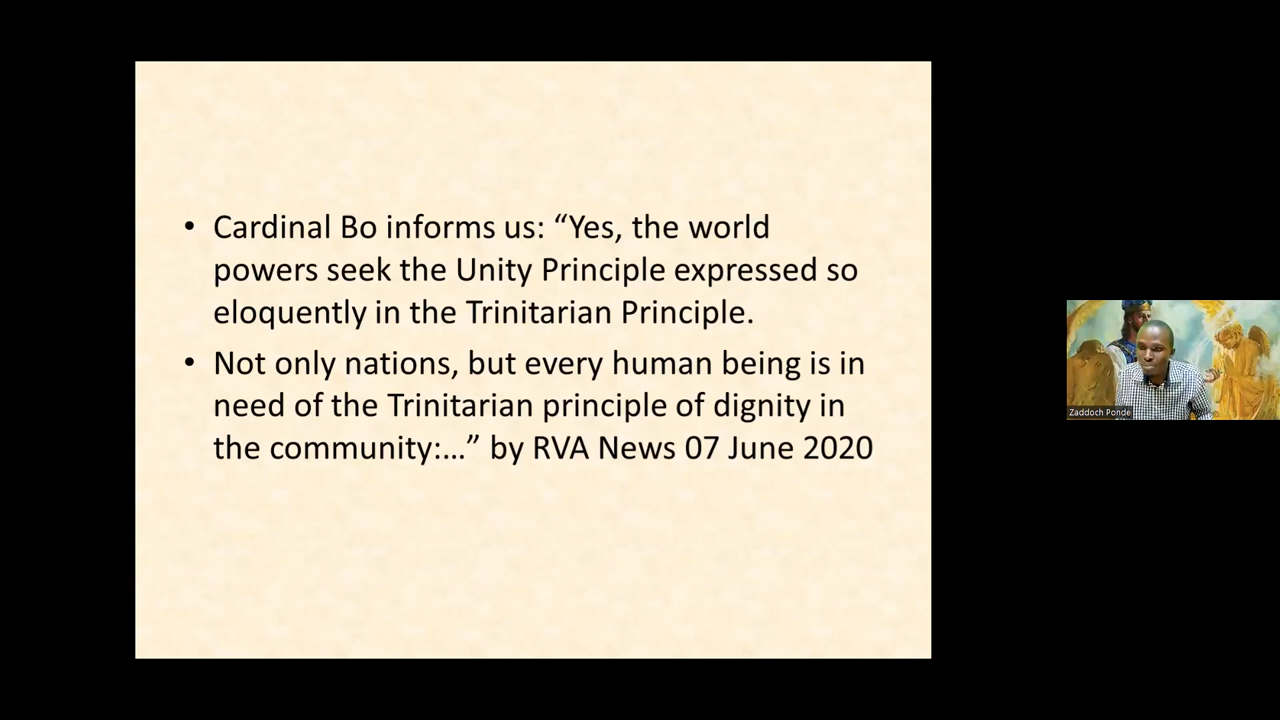 • Cardinal Bo informs us: “Yes, the world
powers seek the Unity Principle expressed so
eloquently in the Trinitarian Principle.
• Not only nations, but every human being is in
need of the Trinitarian principle of dignity in
the community:…” by RVA News 07 June 2020
Zaddoch Ponde